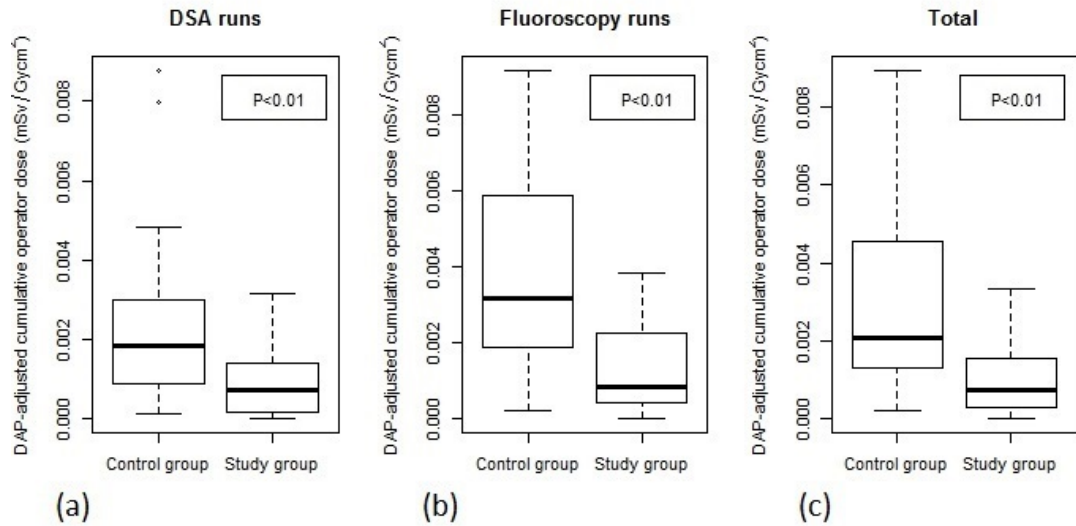 DSA runs
DAP-adjusted cumulative operator dose (mSv/Gycm²)
0.008
0.006
0.004
0.002
0.000
P<0.01
Control group Study group
(a)
Fluoroscopy runs
DAP-adjusted cumulative operator dose (mSv/Gycm²)
0.008
0.006
0.004
0.002
0.000
P<0.01
Control group Study group
(b)
Total
DAP-adjusted cumulative operator dose (mSv/Gycm²)
0.008
0.006
0.004
0.002
0.000
P<0.01
Control group Study group
(c)